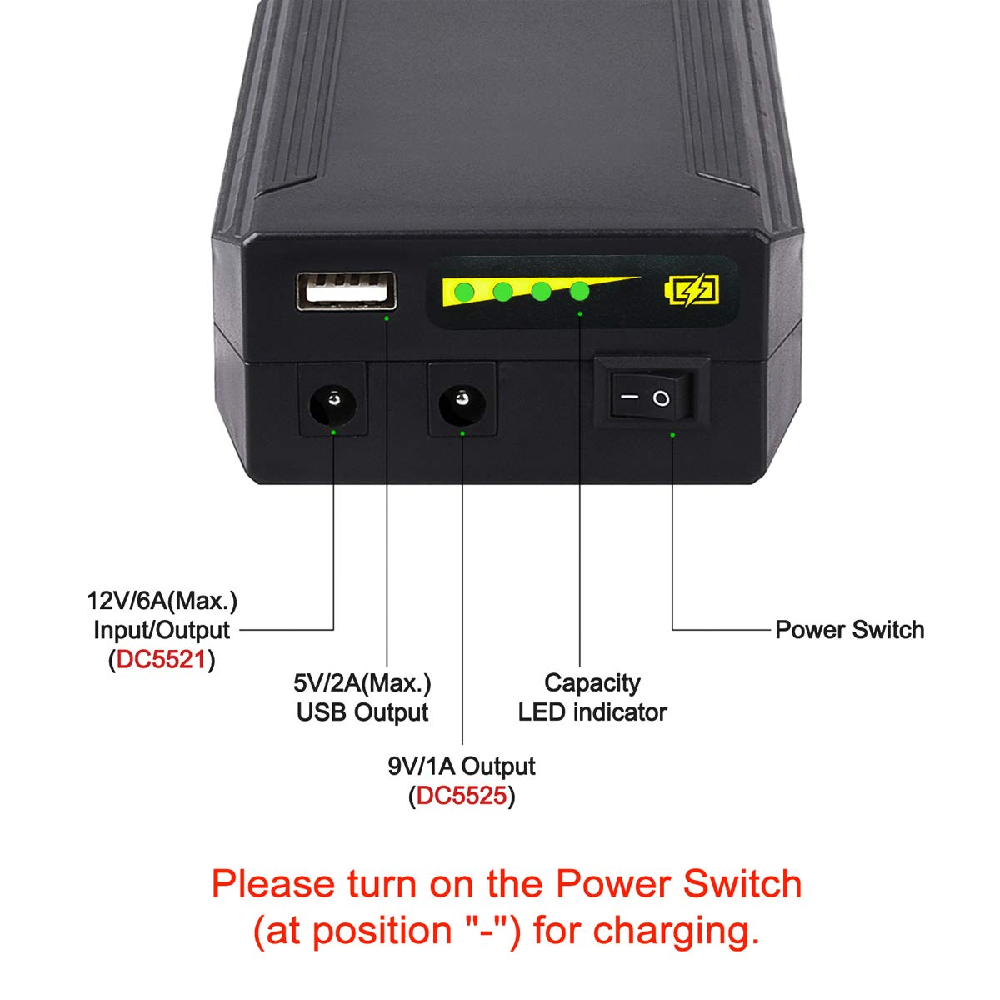 — O
12V/6A(Max.)
Input/Output
(DC5521)
5V/2A(Max.)
USB Output
9V/1A Output
(DC5525)
Capacity
LED indicator
Power Switch
Please turn on the Power Switch
(at position "-") for charging.